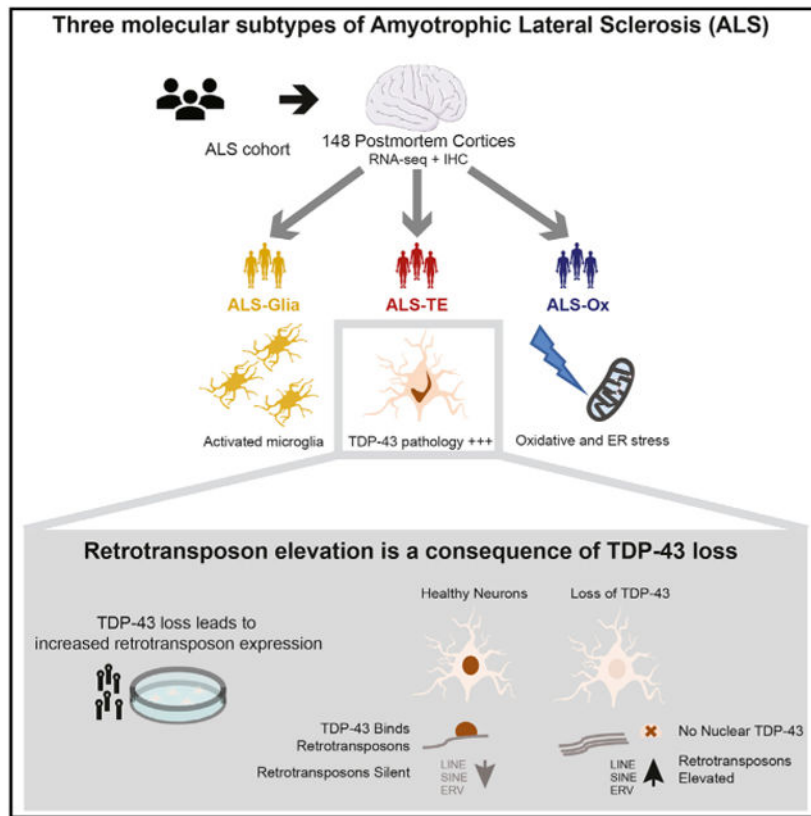 Three molecular subtypes of Amyotrophic Lateral Sclerosis (ALS)
ALS cohort
148 Postmortem Cortices
RNA-seq + IHC
ALS-Glia
ALS-TE
ALS-Ox
Activated microglia
TDP-43 pathology +++
Oxidative and ER stress
Retrotransposon elevation is a consequence of TDP-43 loss
TDP-43 loss leads to
increased retrotransposon expression
Healthy Neurons
Loss of TDP-43
TDP-43 Binds
Retrotransposons
No Nuclear TDP-43
Retrotransposons Silent
LINE
SINE
ERV
LINE
SINE
ERV
Retrotransposons
Elevated